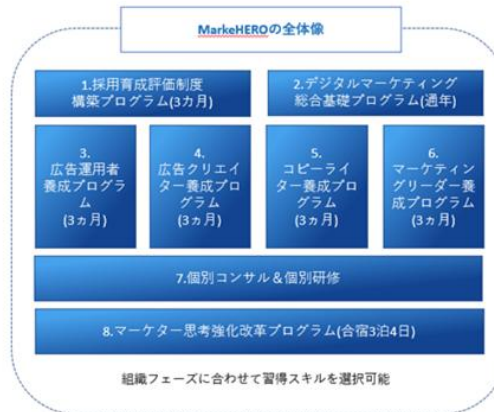 MarkeHEROの全体像
1.採用育成評価制度
構築プログラム(3カ月)
2.デジタルマーケティング
総合基礎プログラム(週年)
3.
広告運用者
養成プログラ
ム
(3ヵ月)
4.
広告クリエイ
ター養成プロ
グラム
(3ヵ月)
5.
コピーライ
ター養成プロ
グラム
(3ヵ月)
6.
マーケティン
グリーダー養
成プログラム
(3ヵ月)
7.個別コンサル＆個別研修
8.マーケター思考強化改革プログラム(合宿3泊4日)
組織フェーズに合わせて習得スキルを選択可能